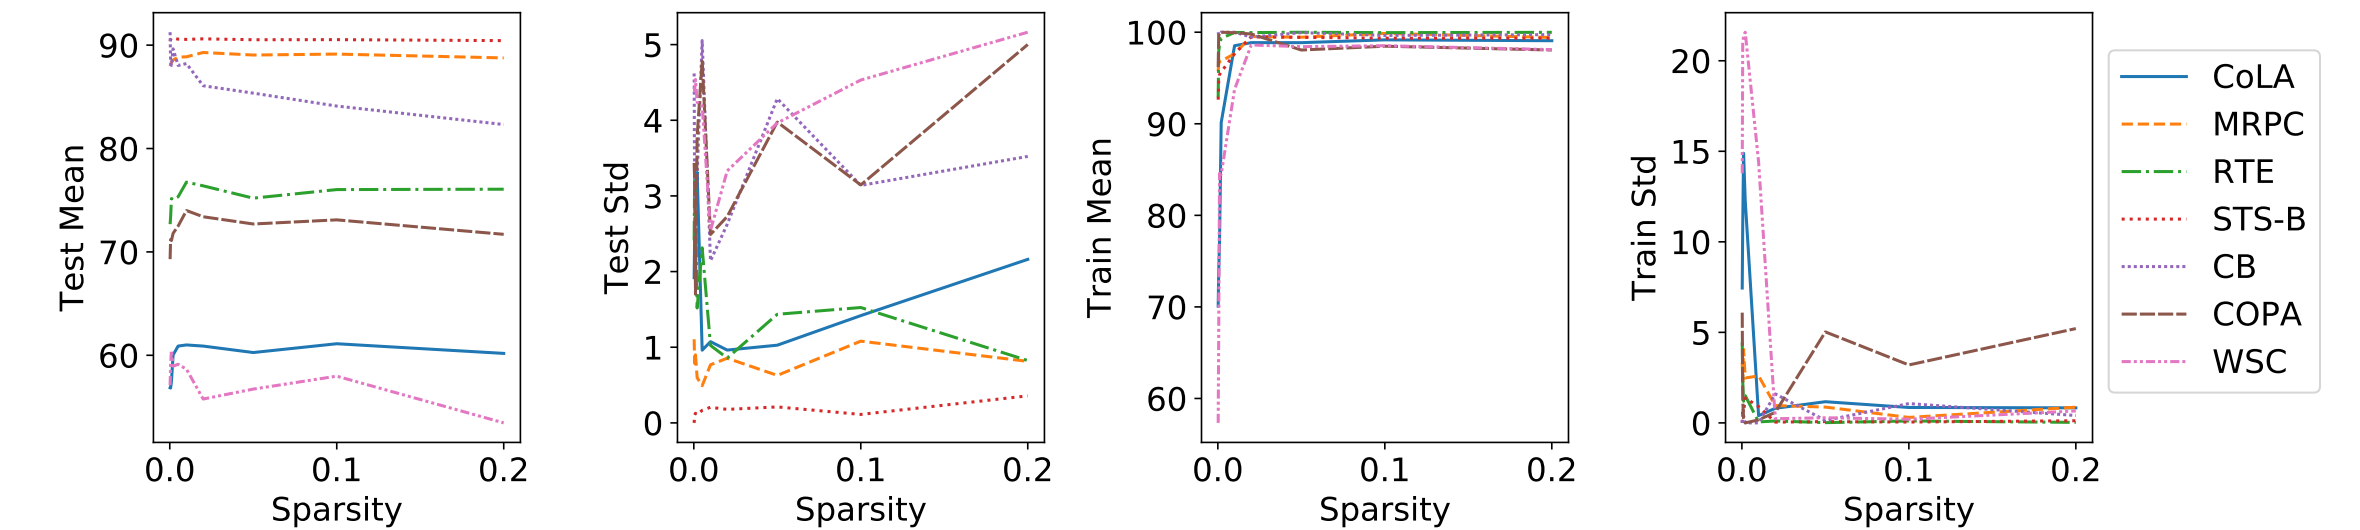 Test Mean
90
80
70
60
0.0 0.1 0.2
Sparsity
Test Std
5
4
3
2
1
0
0.0 0.1 0.2
Sparsity
Train Mean
100
90
80
70
60
0.0 0.1 0.2
Sparsity
Train Std
20
15
10
5
0
0.0 0.1 0.2
Sparsity
CoLA
MRPC
RTE
STS-B
CB
COPA
WSC